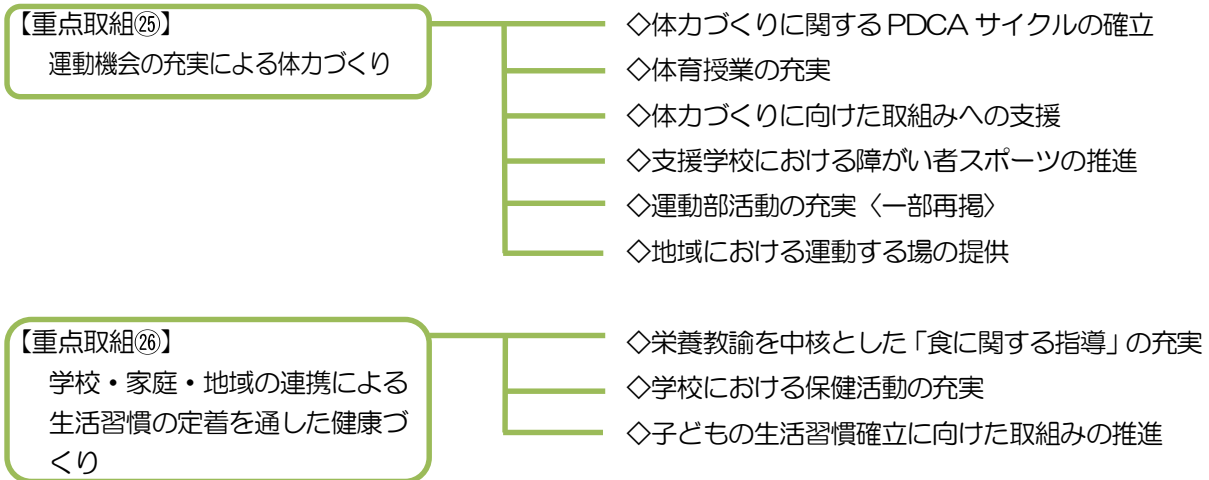 【重点取組㉕】
運動機会の充実による体力づくり
◇体力づくりに関するPDCAサイクルの確立
◇体育授業の充実
◇体力づくりに向けた取組みへの支援
◇支援学校における障がい者スポーツの推進
◇運動部活動の充実〈一部再掲〉
◇地域における運動する場の提供
【重点取組㉖】
学校・家庭・地域の連携による
生活習慣の定着を通した健康づ
くり
◇栄養教諭を中核とした「食に関する指導」の充実
◇学校における保健活動の充実
◇子どもの生活習慣確立に向けた取組みの推進